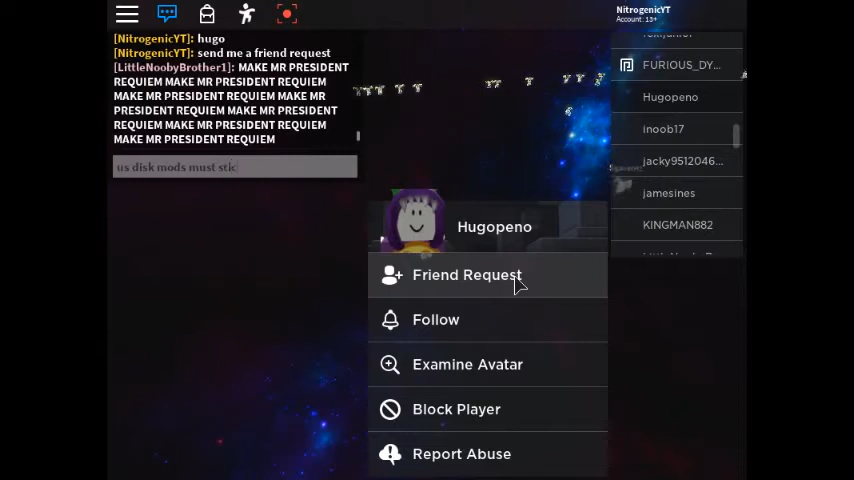 NitrogenicYT
Account: 13+
[NitrogenicYT]: hugo
[NitrogenicYT]: send me a friend request
[LittleNoobyBrother1]: MAKE MR PRESIDENT
REQUIEM MAKE MR PRESIDENT REQUIEM
MAKE MR PRESIDENT REQUIEM MAKE MR
PRESIDENT REQUIEM MAKE MR PRESIDENT
REQUIEM MAKE MR PRESIDENT REQUIEM
MAKE MR PRESIDENT REQUIEM
us disk mods must stic
FURIOUS_DY...
Hugopeno
inoob17
jacky9512046...
jamesines
KINGMAN882
Hugopeno
Friend Request
Follow
Examine Avatar
Block Player
Report Abuse